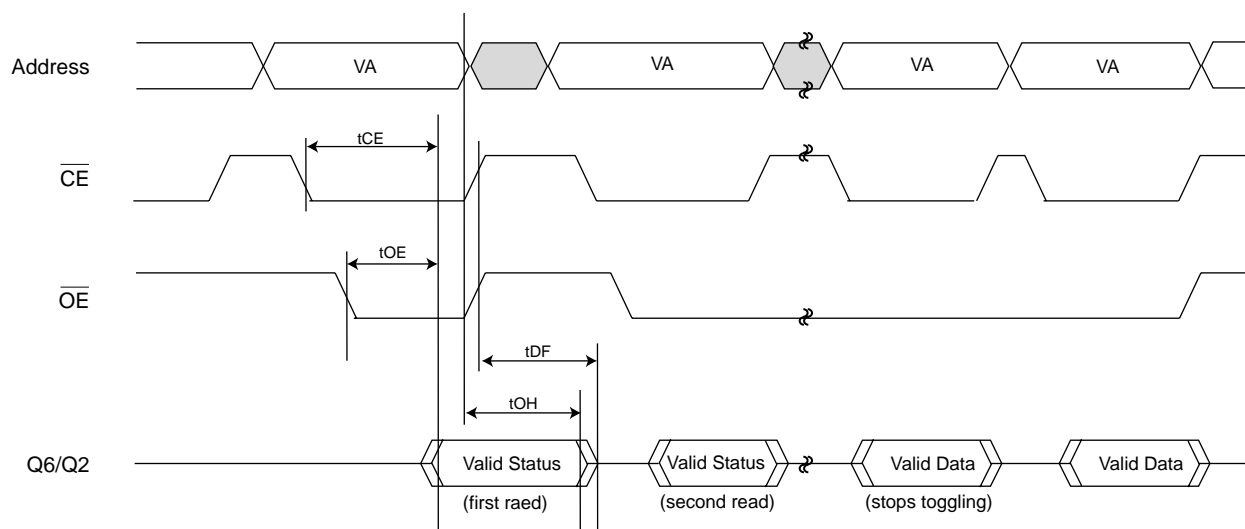 Address
VA
VA
VA
VA
tCE
CE
tOE
OE
tDF
tOH
Q6/Q2
Valid Status
Valid Status
Valid Data
Valid Data
(first raed)
(second read)
(stops toggling)